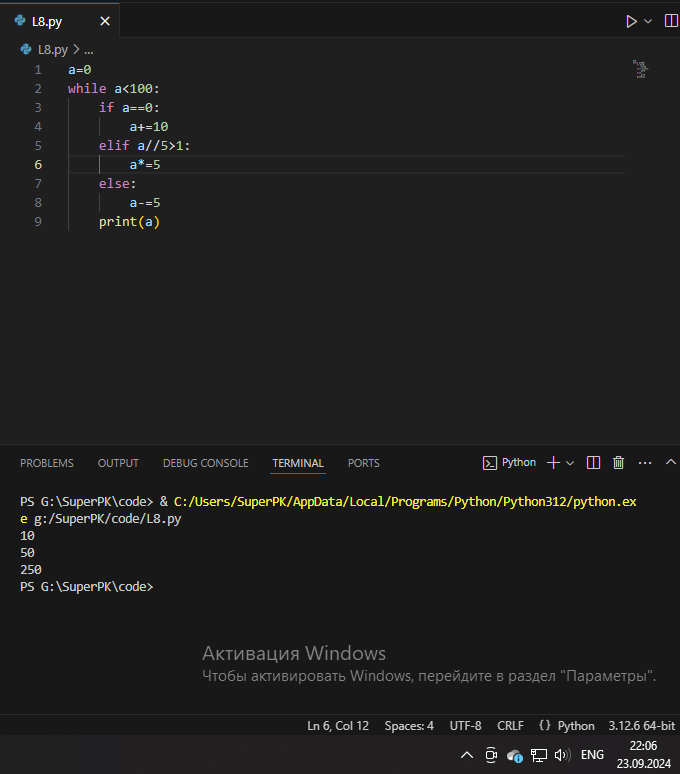 L8.py
L8.py > ...
1 a=0
2 while a<100:
3     if a==0:
4         a+=10
5     elif a//5>1:
6         a*=5
7     else:
8         a-=5
9     print(a)
PROBLEMS OUTPUT DEBUG CONSOLE TERMINAL PORTS
Python
PS G:\SuperPK\code> & C:/Users/SuperPK/AppData/Local/Programs/Python/Python312/python.ex
e g:/SuperPK/code/L8.py
10
50
250
PS G:\SuperPK\code>
Активация Windows
Чтобы активировать Windows, перейдите в раздел "Параметры".
Ln 6, Col 12 Spaces: 4 UTF-8 CRLF {} Python 3.12.6 64-bit
ENG
22:06
23.09.2024